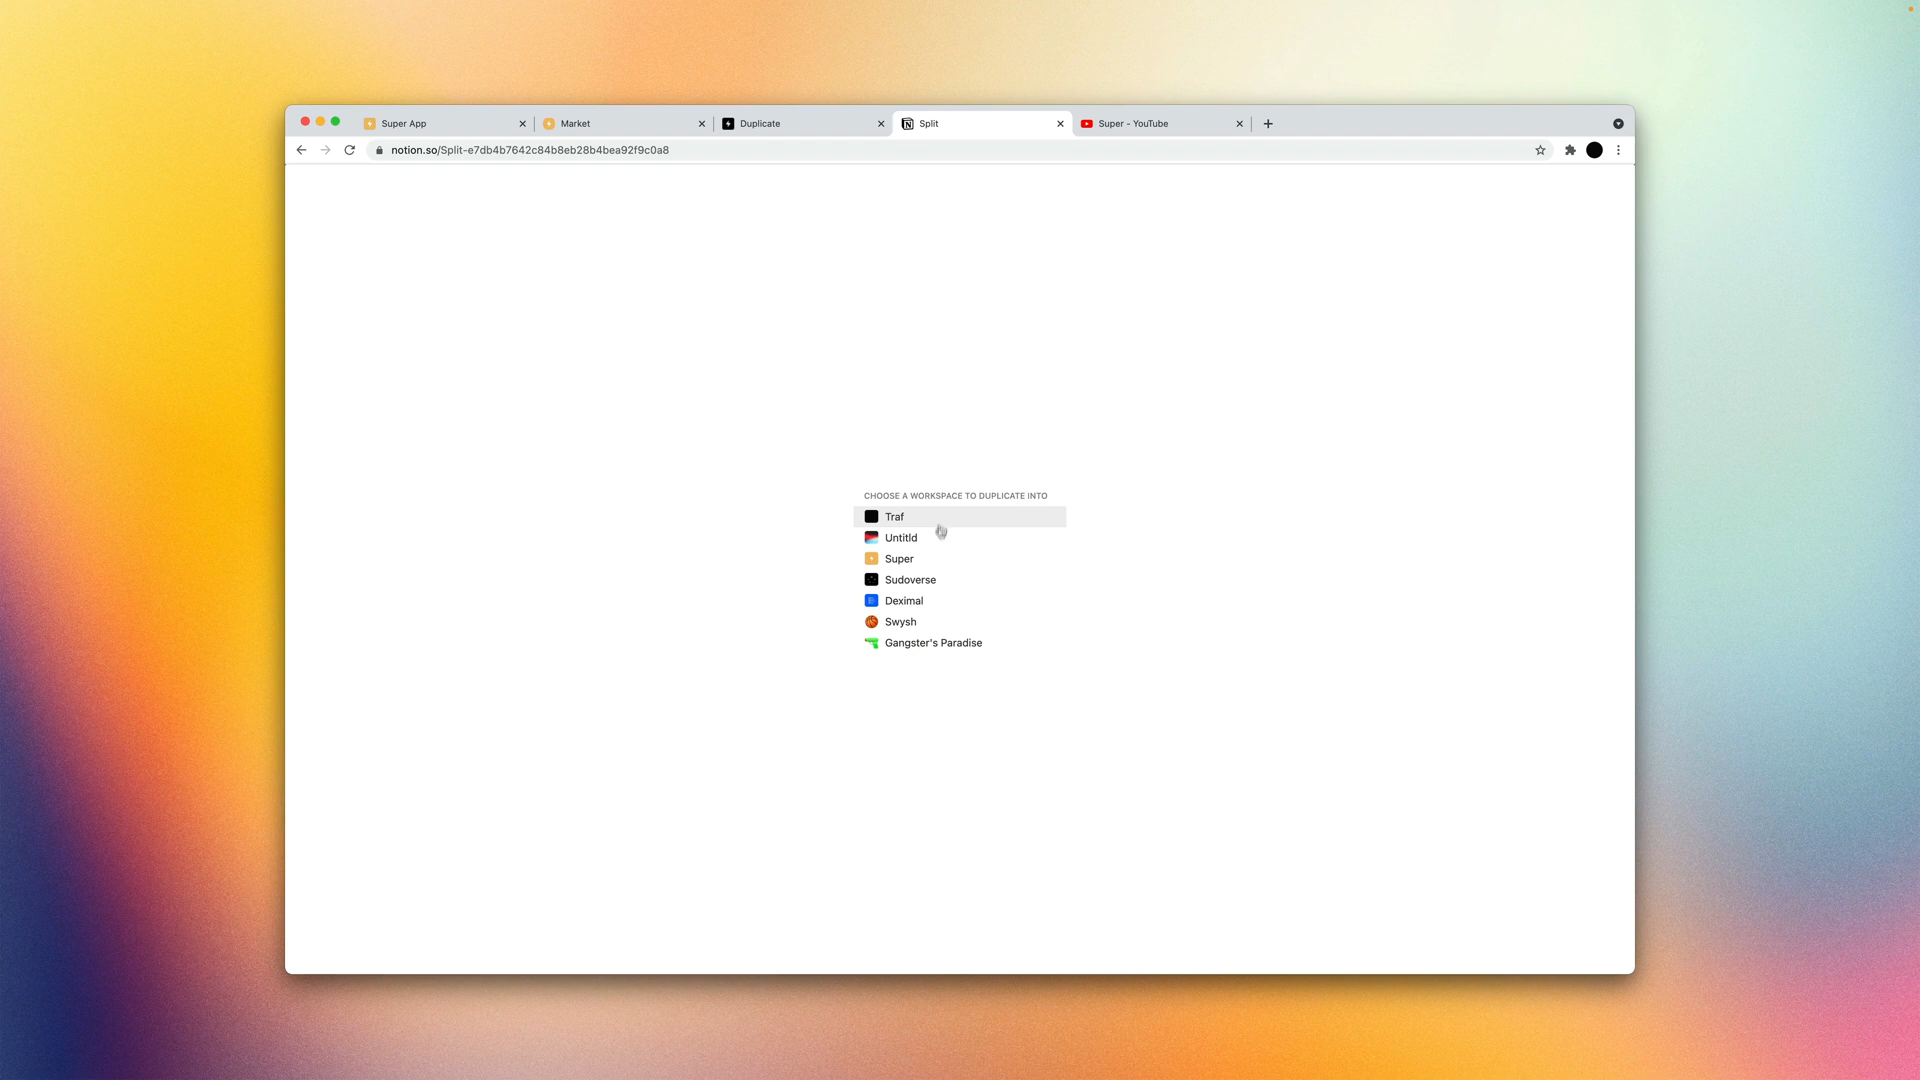 Super App
Market
Duplicate
Split
Super - YouTube
notion.so/Split-e7db4b7642c84b8eb28b4bea92f9c0a8
CHOOSE A WORKSPACE TO DUPLICATE INTO
Traf
Untitld
Super
Sudoverse
Deximal
Swysh
Gangster's Paradise